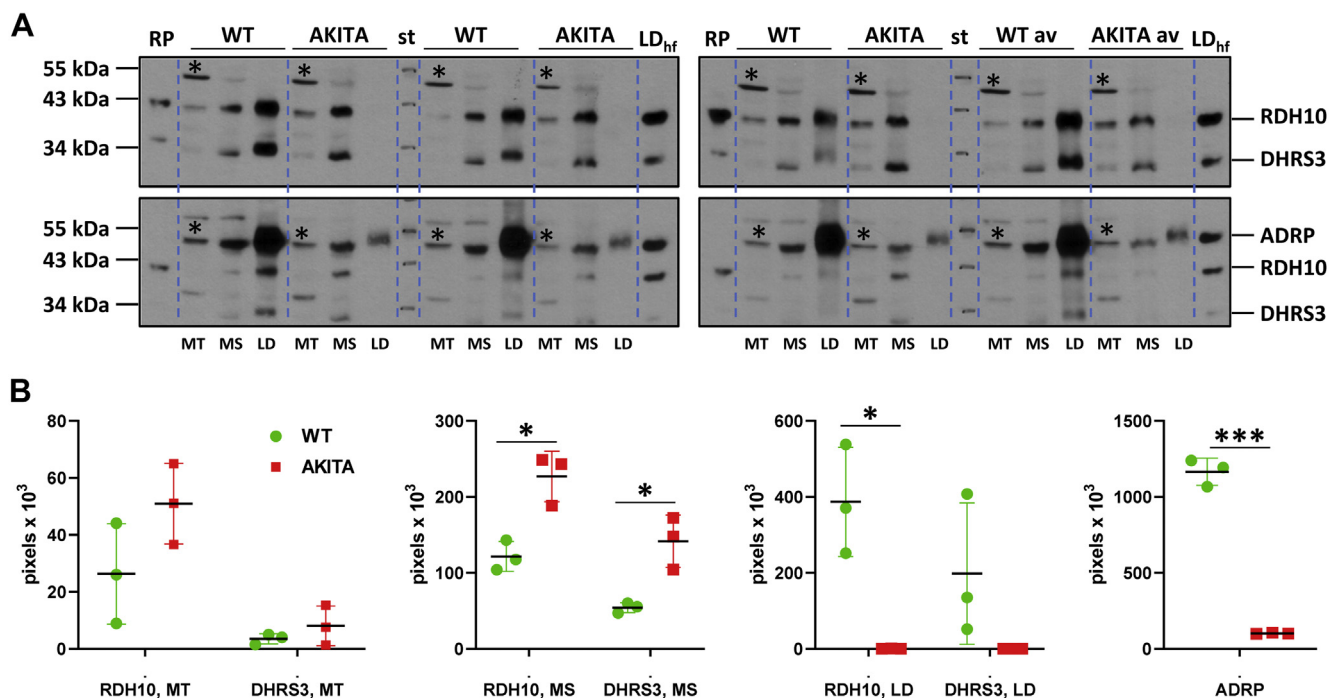 A
RP WT AKITA st WT AKITA LDhf RP WT AKITA st WT av AKITA av LDhf
55 kDa * * * * * * * *
43 kDa RDH10
34 kDa DHRS3
55 kDa * * * * * * * * ADRP
43 kDa RDH10
34 kDa DHRS3
MT MS LD MT MS LD MT MS LD MT MS LD MT MS LD MT MS LD MT MS LD MT MS LD
B
pixels x 10³
80
60
40
20
0
WT
AKITA
RDH10, MT DHRS3, MT
pixels x 10³
300
200
100
0
*
*
RDH10, MS DHRS3, MS
pixels x 10³
600
400
200
0
*
RDH10, LD DHRS3, LD
pixels x 10³
1500
1000
500
0
***
ADRP